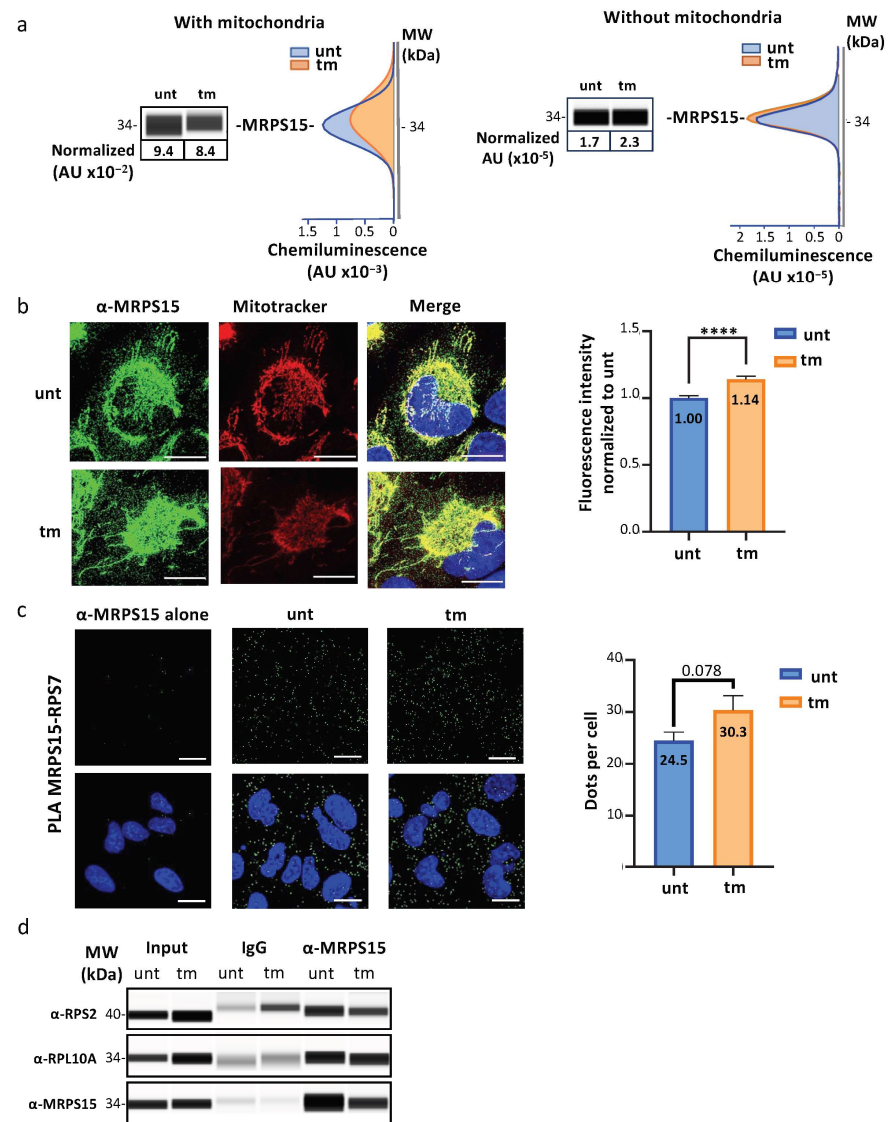 a
With mitochondria
unt
tm
MW
(kDa)
unt tm
34-
-MRPS15-
- 34
Normalized
(AU x10⁻²)
9.4 8.4
1.5 1 0.5 0
Chemiluminescence
(AU x10⁻³)
Without mitochondria
unt
tm
MW
(kDa)
unt tm
34-
-MRPS15-
- 34
Normalized
AU (x10⁻⁵)
1.7 2.3
2 1.5 1 0.5 0
Chemiluminescence
(AU x10⁻⁵)
b
α-MRPS15 Mitotracker Merge
unt
tm
Fluorescence intensity
normalized to unt
1.5
1.0
0.5
0.0
****
1.00
1.14
unt tm
unt
tm
c
α-MRPS15 alone unt tm
PLA MRPS15-RPS7
Dots per cell
40
30
20
10
0.078
24.5
30.3
unt tm
unt
tm
d
MW
(kDa)
Input IgG α-MRPS15
unt tm unt tm unt tm
α-RPS2 40-
α-RPL10A 34-
α-MRPS15 34-